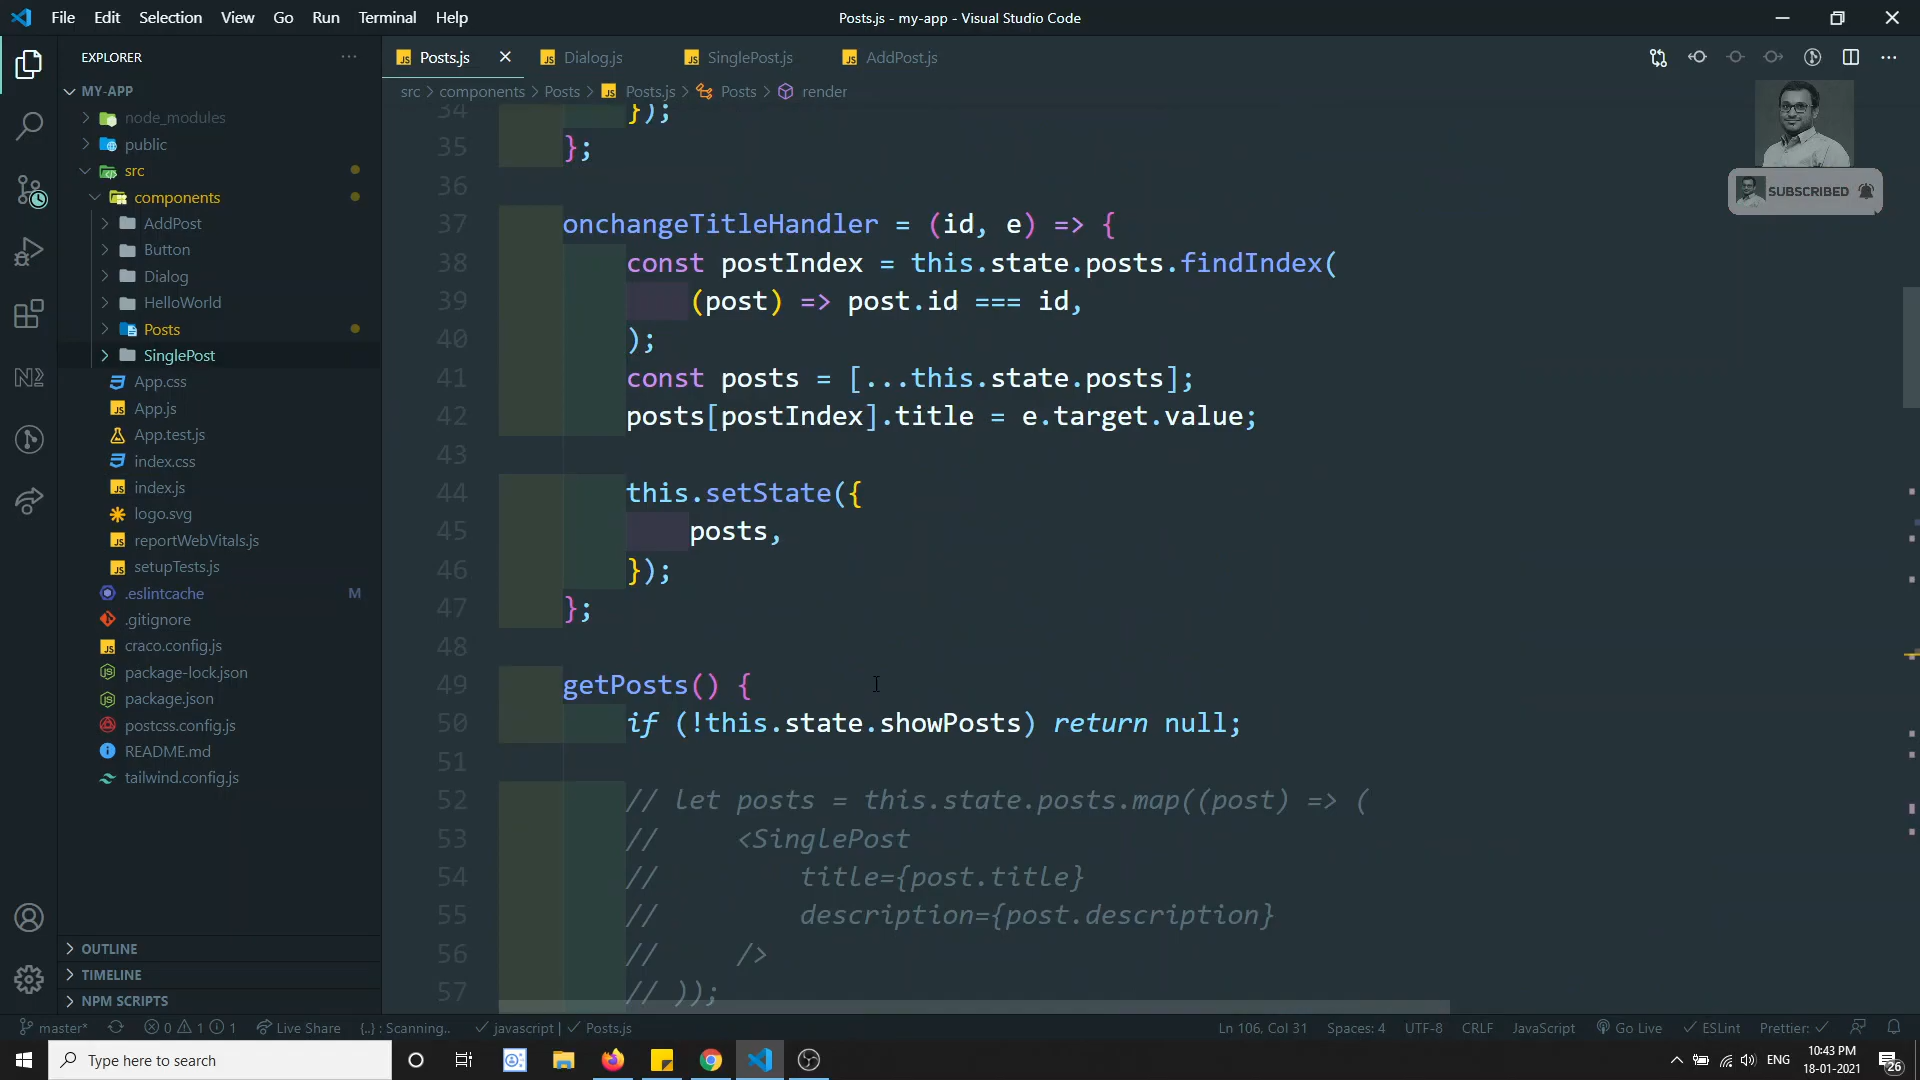 File Edit Selection View Go Run Terminal Help
Posts.js - my-app - Visual Studio Code
EXPLORER
Posts.js
Dialog.js
SinglePost.js
AddPost.js
src > components > Posts > Posts.js > Posts > render
MY-APP
node_modules
public
src
components
AddPost
Button
Dialog
HelloWorld
Posts
SinglePost
App.css
App.js
App.test.js
index.css
index.js
logo.svg
reportWebVitals.js
setupTests.js
.eslintcache M
.gitignore
craco.config.js
package-lock.json
package.json
postcss.config.js
README.md
tailwind.config.js
OUTLINE
TIMELINE
NPM SCRIPTS
34 });
35 };
36
37 onchangeTitleHandler = (id, e) => {
38 const postIndex = this.state.posts.findIndex(
39 (post) => post.id === id,
40 );
41 const posts = [...this.state.posts];
42 posts[postIndex].title = e.target.value;
43
44 this.setState({
45 posts,
46 });
47 };
48
49 getPosts() {
50 if (!this.state.showPosts) return null;
51
52 // let posts = this.state.posts.map((post) => (
53 // <SinglePost
54 // title={post.title}
55 // description={post.description}
56 // />
57 // ));
SUBSCRIBED
master* 0 1 1 Live Share {..} : Scanning.. javascript | Posts.js
Ln 106, Col 31 Spaces: 4 UTF-8 CRLF JavaScript Go Live ESLint Prettier:
Type here to search
ENG
10:43 PM
18-01-2021
26